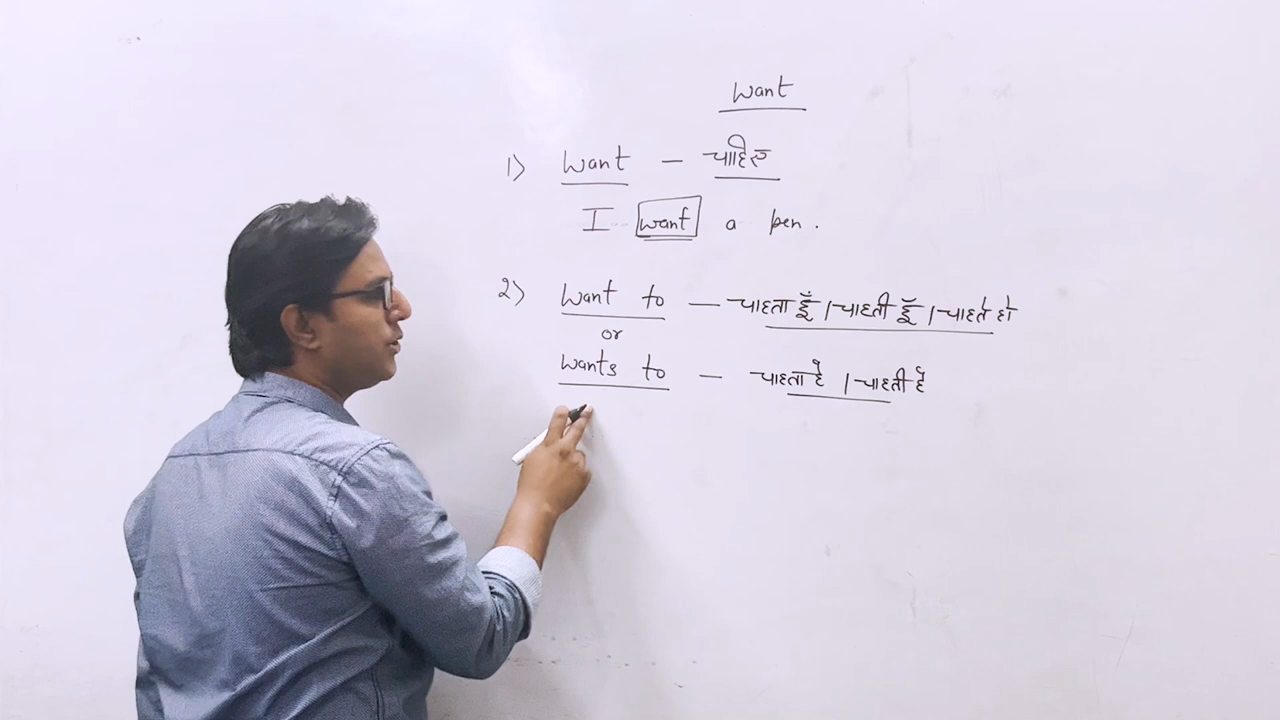 Want
1) Want - चाहिए
I want a pen.
2) Want to - चाहता हूँ / चाहती हूँ / चाहते हो
or
Wants to - चाहता है / चाहती है